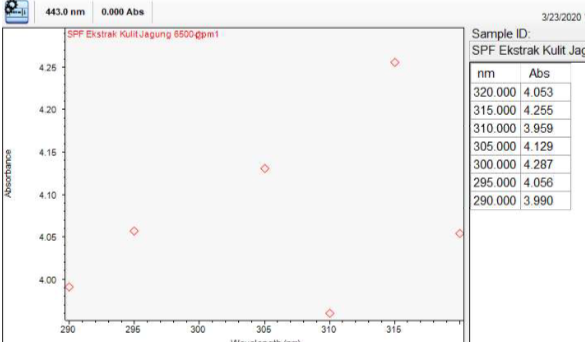 443.0 nm 0.000 Abs
3/23/2020
SPF Ekstrak Kulit Jagung 6500 ppm1
Sample ID:
SPF Ekstrak Kulit Jag
nm Abs
320.000 4.053
315.000 4.255
310.000 3.959
305.000 4.129
300.000 4.287
295.000 4.056
290.000 3.990
Absorbance
4.25
4.20
4.15
4.10
4.05
4.00
290 295 300 305 310 315
Wavelength (nm)